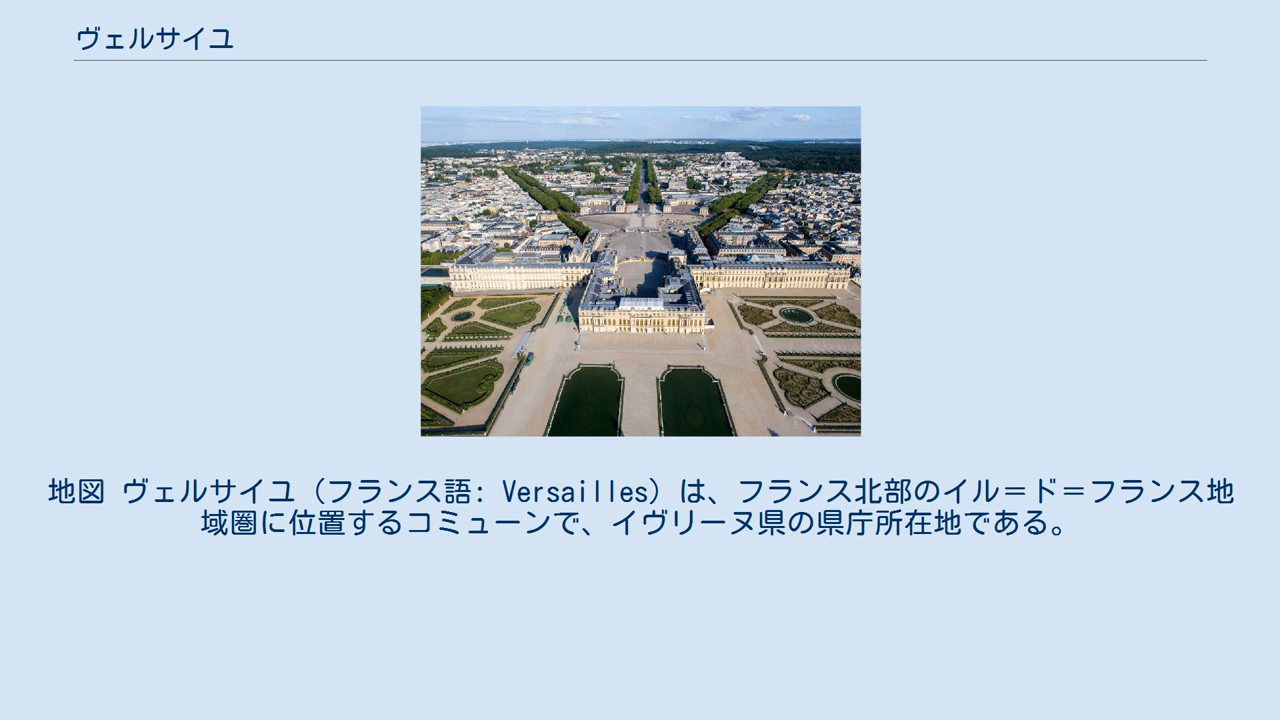 ヴェルサイユ
地図 ヴェルサイユ（フランス語: Versailles）は、フランス北部のイル＝ド＝フランス地
域圏に位置するコミューンで、イヴリーヌ県の県庁所在地である。